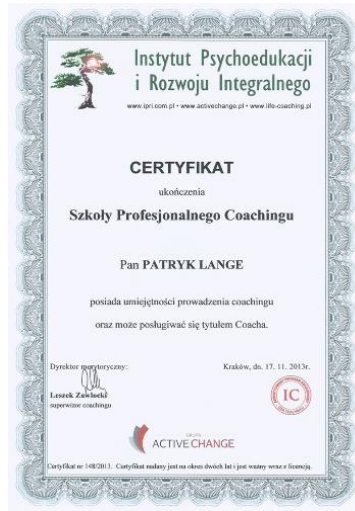 Instytut Psychoedukacji
i Rozwoju Integralnego
www.ipri.com.pl • www.activechange.pl • www.life-coaching.pl
CERTYFIKAT
ukończenia
Szkoły Profesjonalnego Coachingu
Pan PATRYK LANGE
posiada umiejętności prowadzenia coachingu
oraz może posługiwać się tytułem Coacha.
Dyrektor merytoryczny:
Kraków, dn. 17. 11. 2013r.
Leszek Zawlocki
superwizor coachingu
IC
GRUPA
ACTIVE CHANGE
Certyfikat nr 148/2013. Certyfikat nadany jest na okres dwóch lat i jest ważny wraz z licencją.